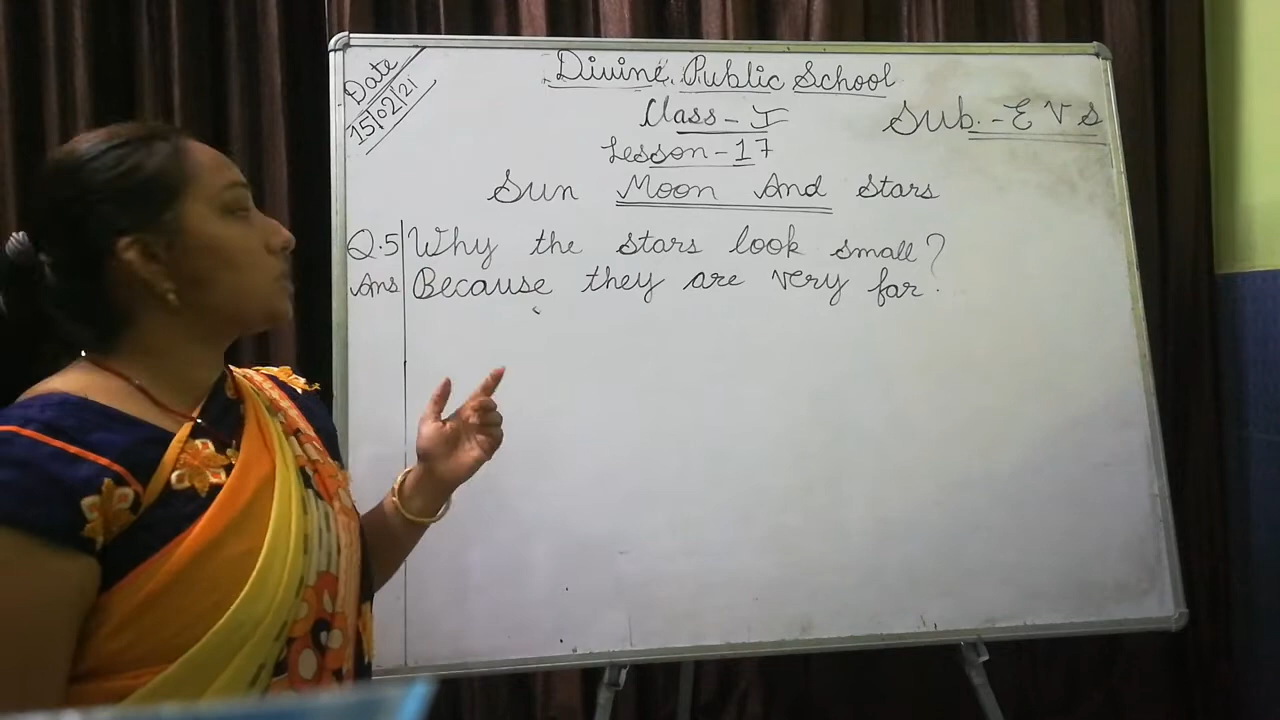 Date
15/02/21
Divine Public School
Class - I
Sub. - E V S
Lesson - 17
Sun Moon And Stars
Q.5 Why the stars look small?
Ans Because they are very far.